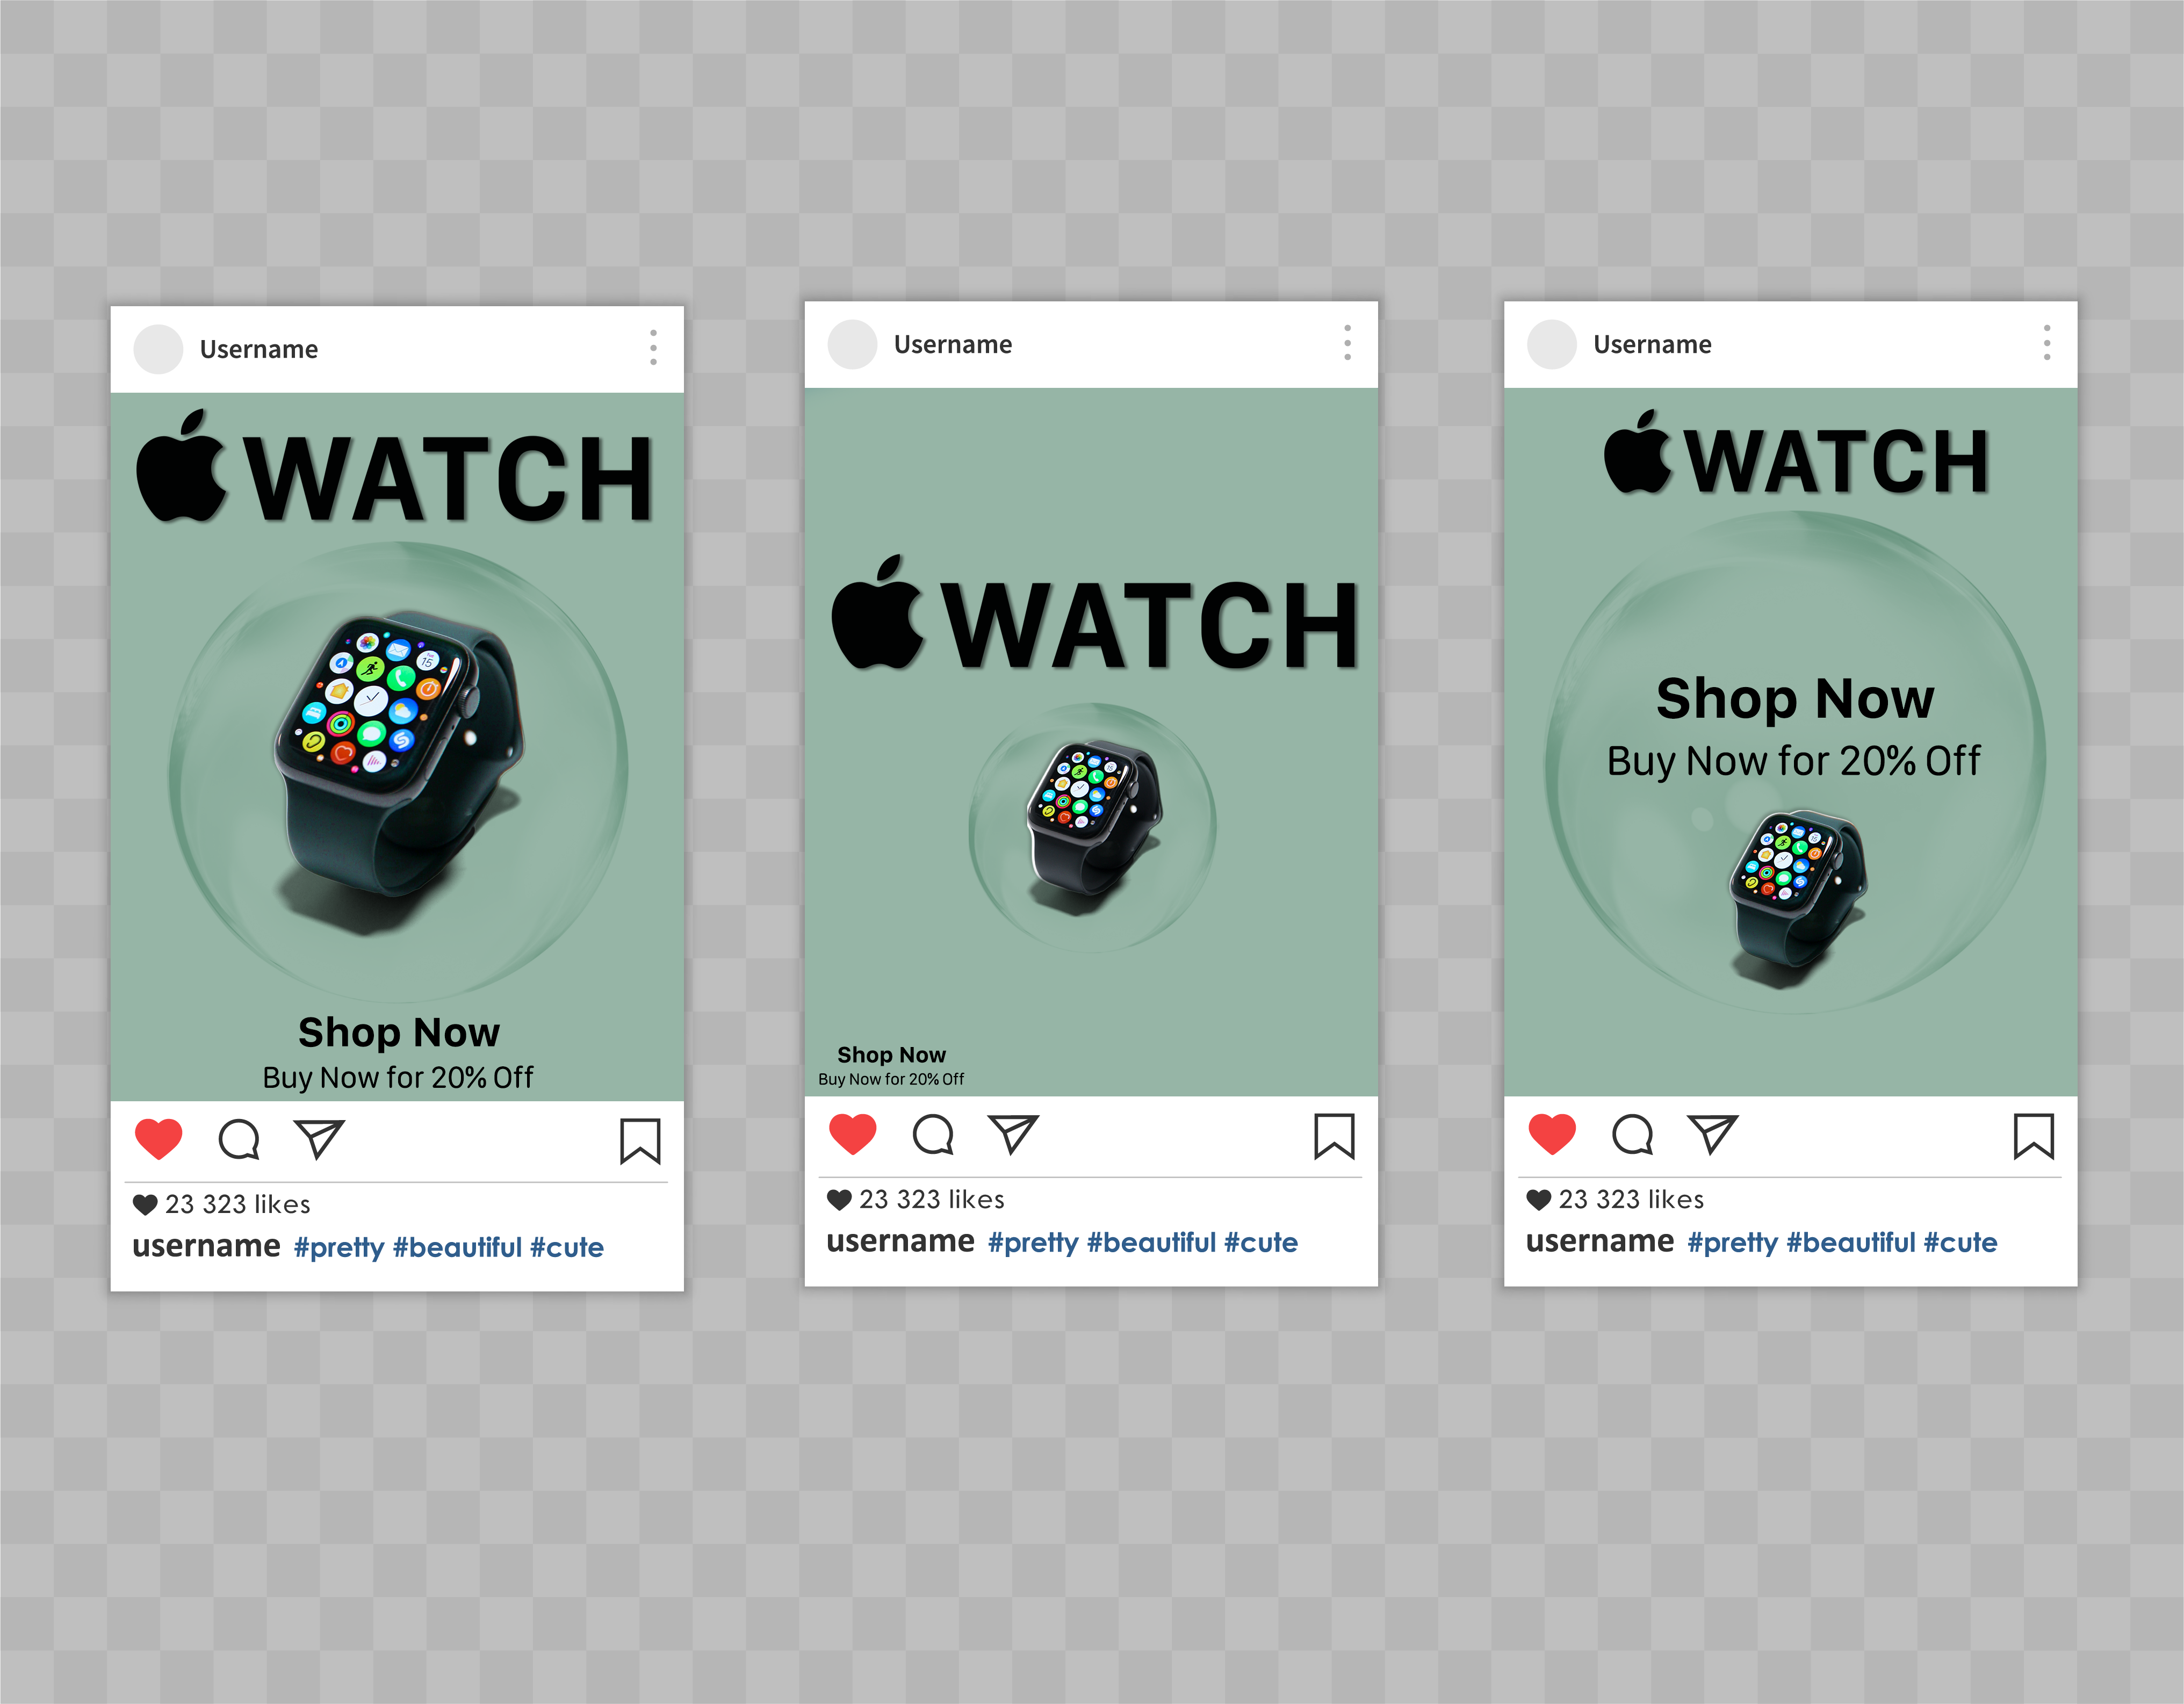 Username
WATCH
Shop Now
Buy Now for 20% Off
23 323 likes
username #pretty #beautiful #cute
Username
WATCH
Shop Now
Buy Now for 20% Off
23 323 likes
username #pretty #beautiful #cute
Username
WATCH
Shop Now
Buy Now for 20% Off
23 323 likes
username #pretty #beautiful #cute